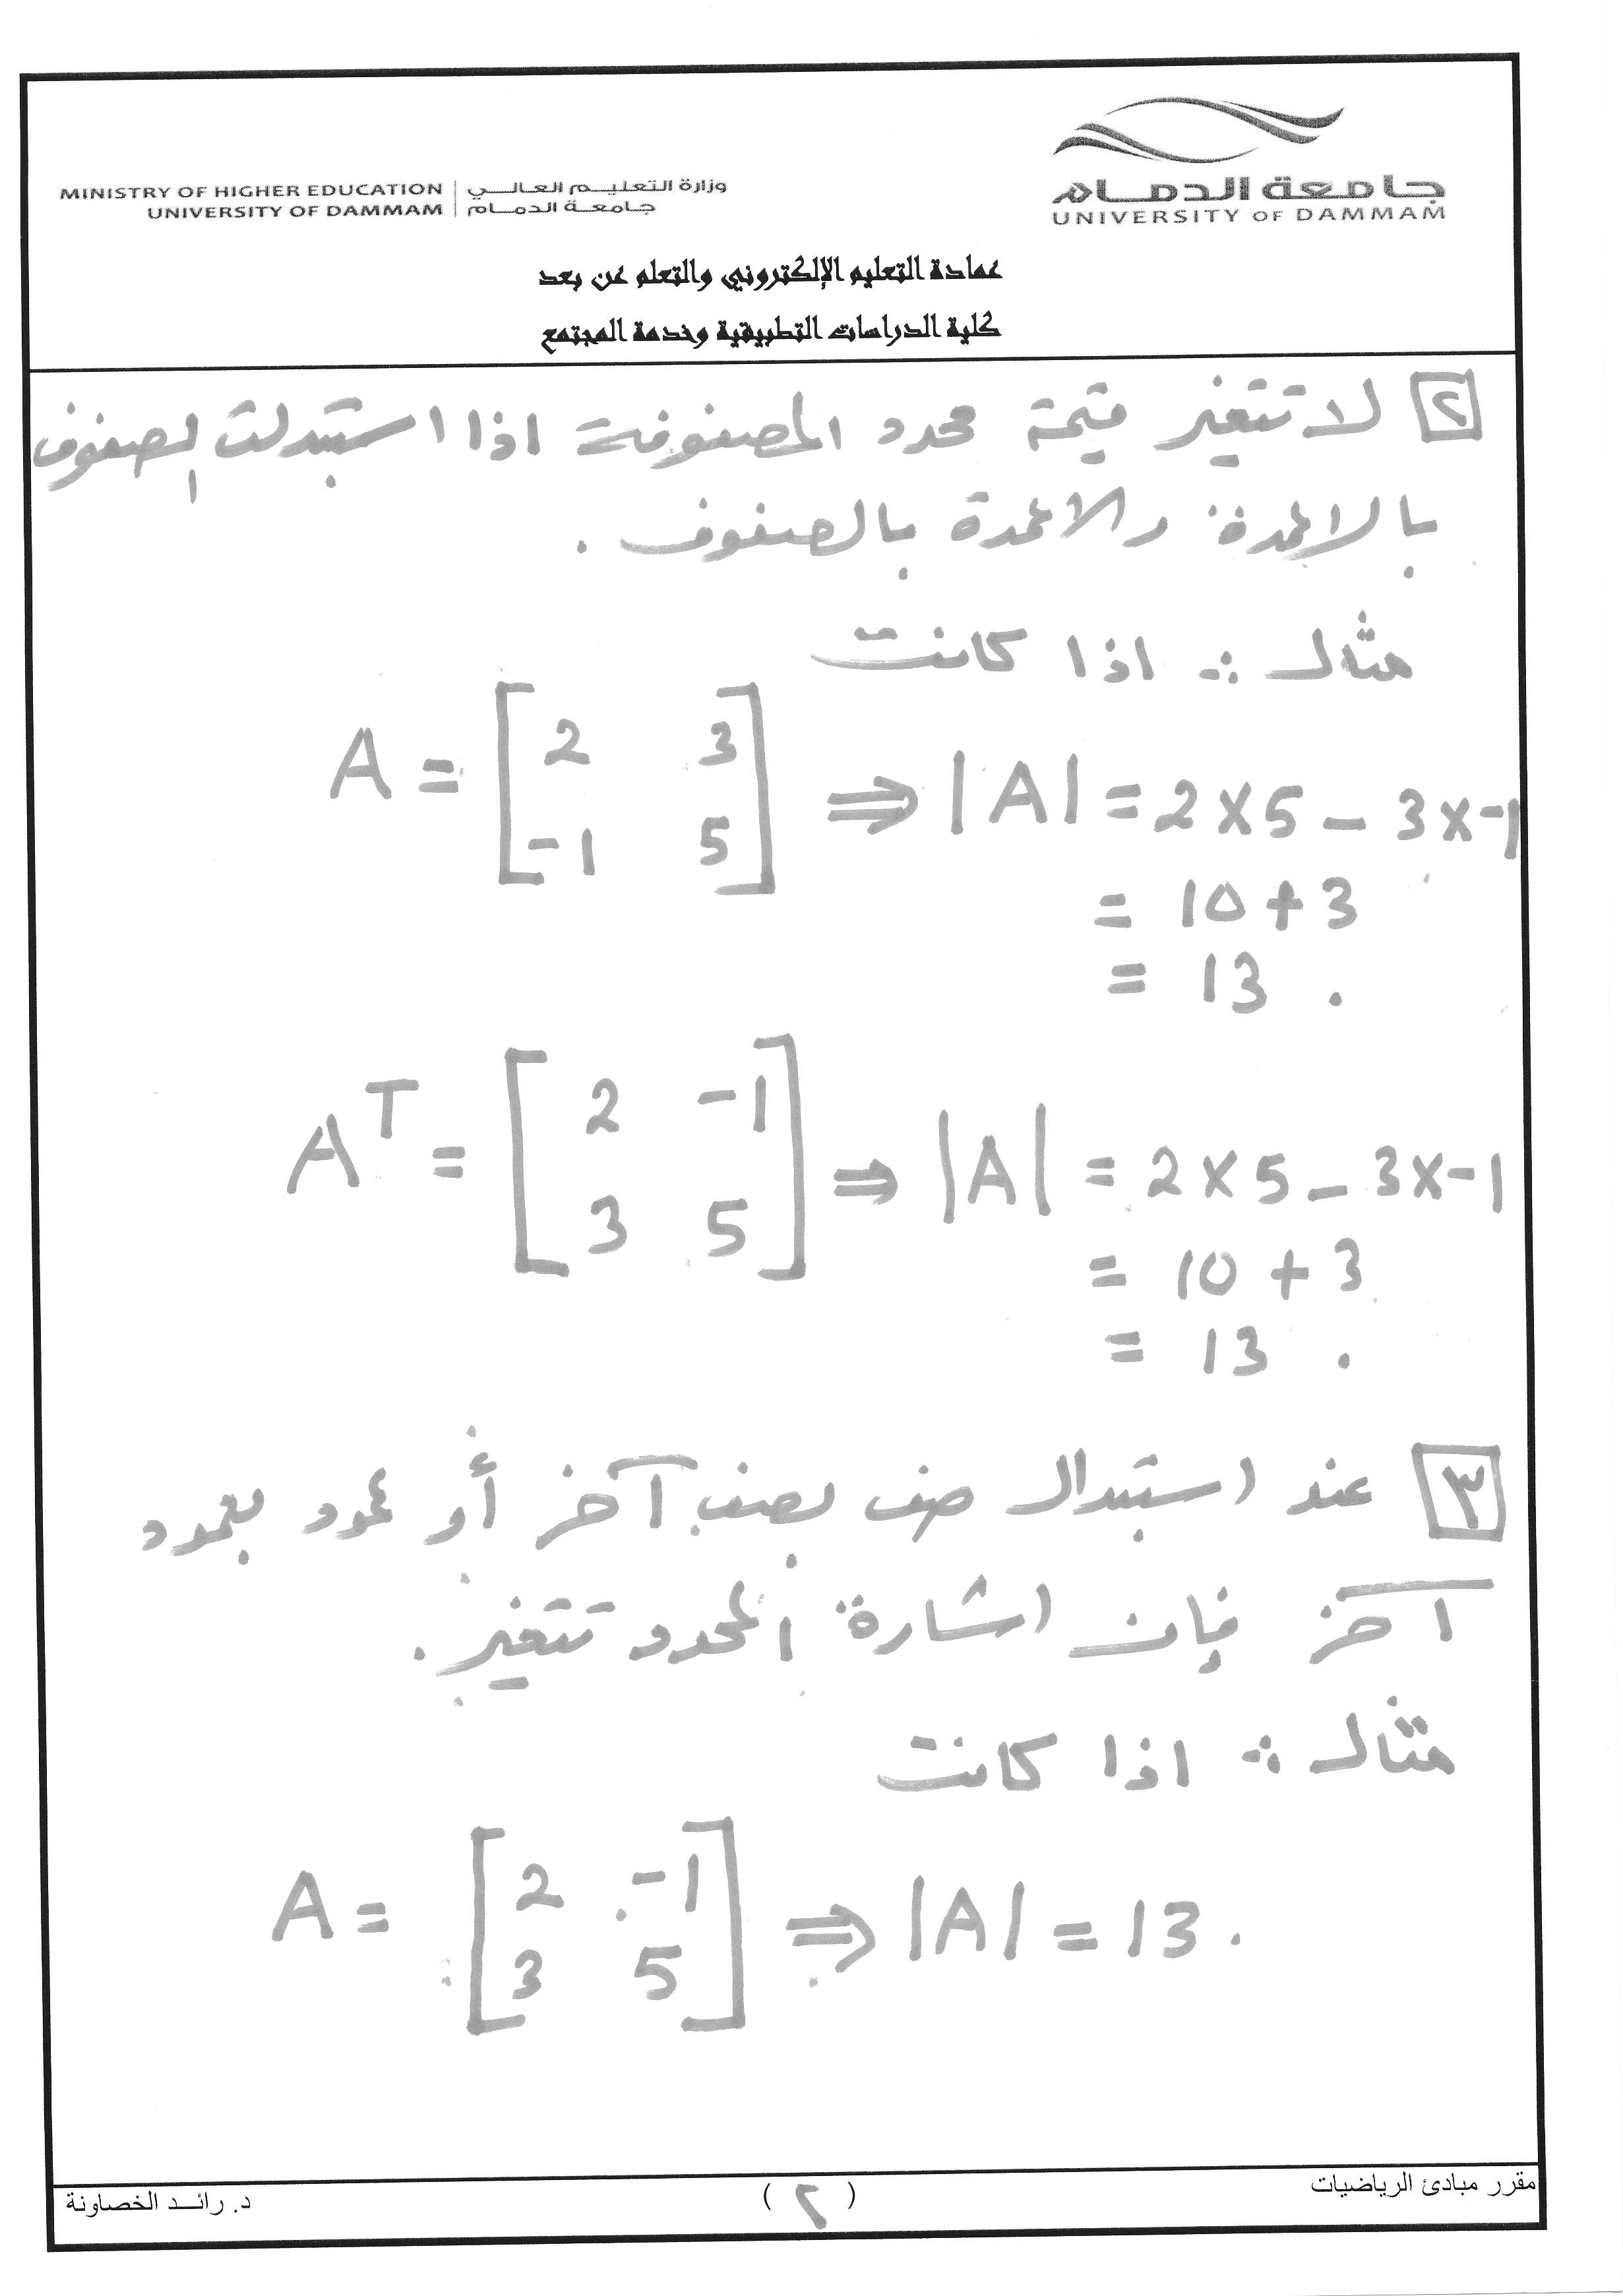 جامعة الدمام
UNIVERSITY OF DAMMAM
MINISTRY OF HIGHER EDUCATION | وزارة التعليم العالي
UNIVERSITY OF DAMMAM | جامعة الدمام
عمادة التعليم الإلكتروني والتعلم عن بعد
كلية الدراسات التطبيقية وخدمة المجتمع
٢ لا تتغير قيمة محدد المصفوفة اذا استبدلت الصفوف
بالاعمدة والاعمدة بالصفوف .
مثال :- اذا كانت
A = [2 3
-1 5] ⇒ |A| = 2 X 5 - 3 x -1
= 10 + 3
= 13 .
A^T = [2 -1
3 5] ⇒ |A| = 2 X 5 - 3 X -1
= 10 + 3
= 13 .
٣ عند استبدال صف بصف آخر أو عمود بعمود
آخر فإن اشارة المحدد تتغير .
مثال :- اذا كانت
A = [2 -1
3 5] ⇒ |A| = 13 .
مقرر مبادئ الرياضيات
( ٢ )
د. رائد الخصاونة